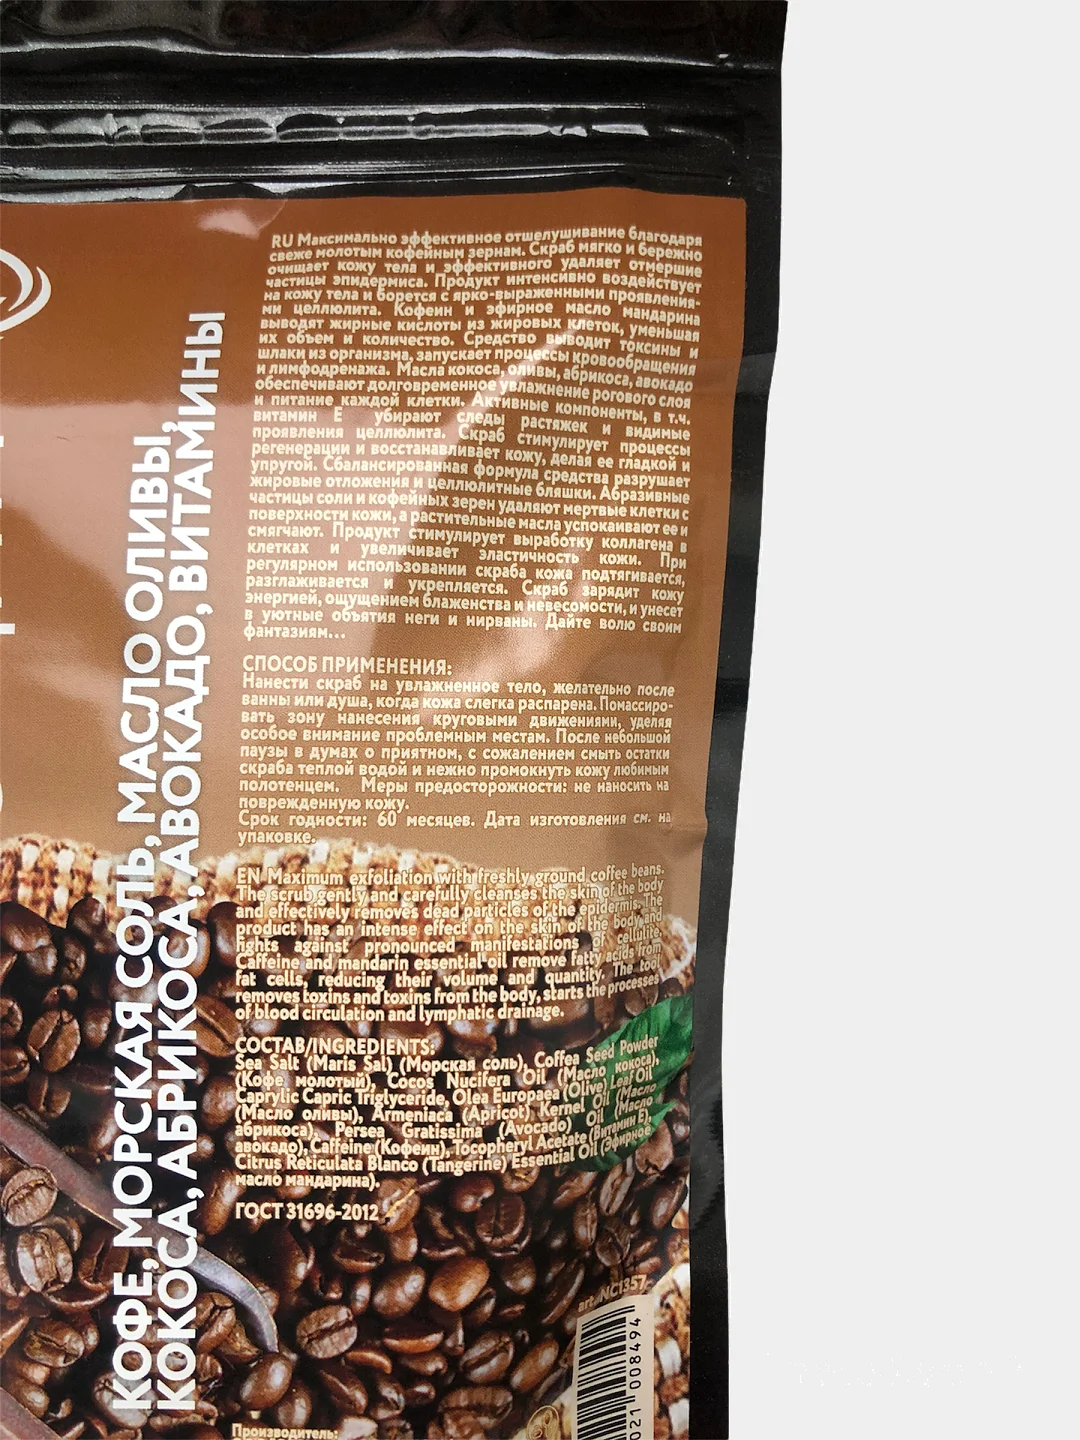 КОФЕ, МОРСКАЯ СОЛЬ, МАСЛО ОЛИВЫ,
КОКОСА, АБРИКОСА, АВОКАДО, ВИТАМИНЫ
RU Максимально эффективное отшелушивание благодаря
свеже молотым кофейным зернам. Скраб мягко и бережно
очищает кожу тела и эффективного удаляет отмершие
частицы эпидермиса. Продукт интенсивно воздействует
на кожу тела и борется с ярко-выраженными проявления-
ми целлюлита. Кофеин и эфирное масло мандарина
выводят жирные кислоты из жировых клеток, уменьшая
их объем и количество. Средство выводит токсины и
шлаки из организма, запускает процессы кровообращения
и лимфодренажа. Масла кокоса, оливы, абрикоса, авокадо
обеспечивают долговременное увлажнение рогового слоя
и питание каждой клетки. Активные компоненты, в т.ч.
витамин Е убирают следы растяжек и видимые
проявления целлюлита. Скраб стимулирует процессы
регенерации и восстанавливает кожу, делая ее гладкой и
упругой. Сбалансированная формула средства разрушает
жировые отложения и целлюлитные бляшки. Абразивные
частицы соли и кофейных зерен удаляют мертвые клетки с
поверхности кожи, а растительные масла успокаивают ее и
смягчают. Продукт стимулирует выработку коллагена в
клетках и увеличивает эластичность кожи. При
регулярном использовании скраба кожа подтягивается,
разглаживается и укрепляется. Скраб зарядит кожу
энергией, ощущением блаженства и невесомости, и унесет
в уютные объятия неги и нирваны. Дайте волю своим
фантазиям...
СПОСОБ ПРИМЕНЕНИЯ:
Нанести скраб на увлажненное тело, желательно после
ванны или душа, когда кожа слегка распарена. Помассиро-
вать зону нанесения круговыми движениями, уделяя
особое внимание проблемным местам. После небольшой
паузы в думах о приятном, с сожалением смыть остатки
скраба теплой водой и нежно промокнуть кожу любимым
полотенцем. Меры предосторожности: не наносить на
поврежденную кожу.
Срок годности: 60 месяцев. Дата изготовления см. на
упаковке.
EN Maximum exfoliation with freshly ground coffee beans.
The scrub gently and carefully cleanses the skin of the body
and effectively removes dead particles of the epidermis. The
product has an intense effect on the skin of the body and
fights against pronounced manifestations of cellulite.
Caffeine and mandarin essential oil remove fatty acids from
fat cells, reducing their volume and quantity. The tool
removes toxins and toxins from the body, starts the processes
of blood circulation and lymphatic drainage.
СОСТАВ/INGREDIENTS:
Sea Salt (Maris Sal) (Морская соль), Coffea Seed Powder
(Кофе молотый), Cocos Nucifera Oil (Масло кокоса),
Caprylic Capric Triglyceride, Olea Europaea (Olive) Leaf Oil
(Масло оливы), Armeniaca (Apricot) Kernel Oil (Масло
абрикоса), Persea Gratissima (Avocado) Oil (Масло
авокадо), Caffeine (Кофеин), Tocopheryl Acetate (Витамин Е),
Citrus Reticulata Blanco (Tangerine) Essential Oil (Эфирное
масло мандарина).
ГОСТ 31696-2012
art. NC1357
021 008494
Производитель: